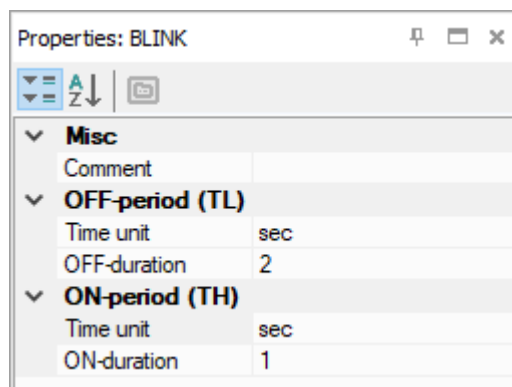 Properties: BLINK
A
Z
Misc
Comment
OFF-period (TL)
Time unit sec
OFF-duration 2
ON-period (TH)
Time unit sec
ON-duration 1